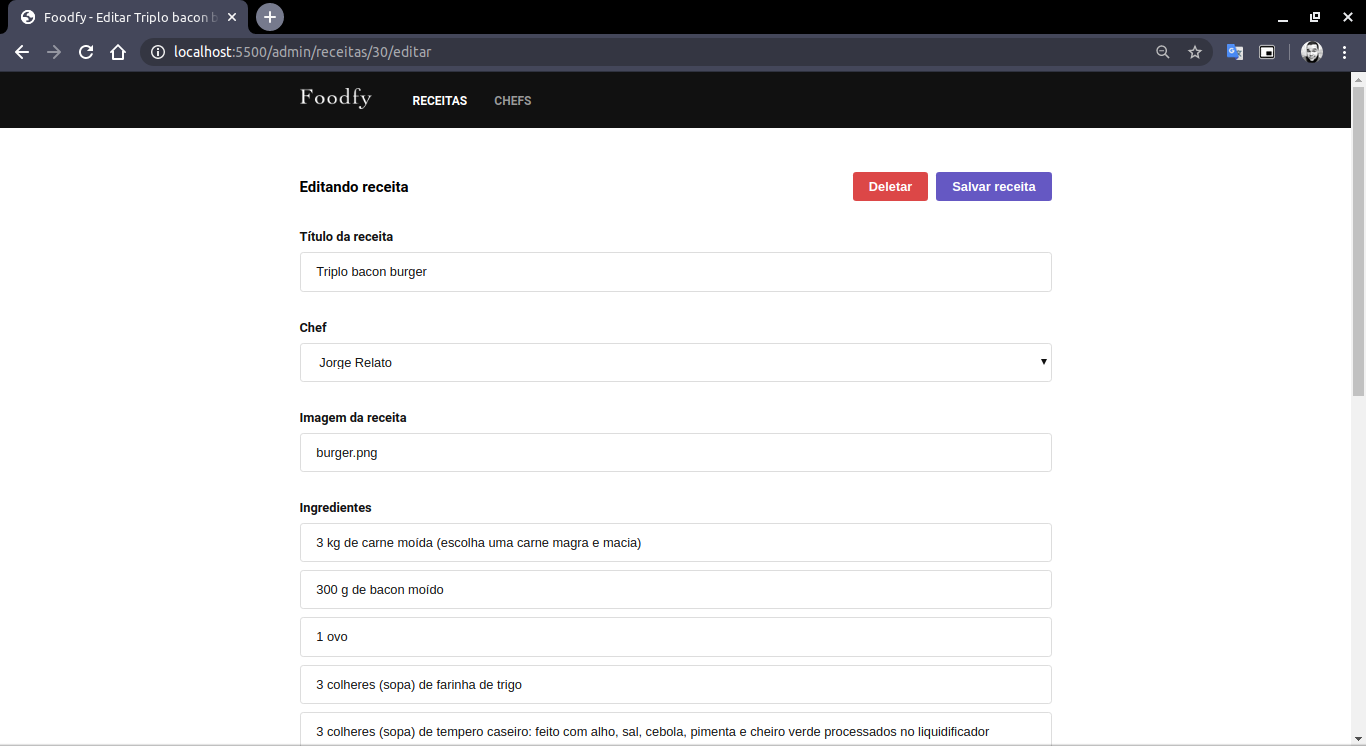 Foodfy - Editar Triplo bacon b
localhost:5500/admin/receitas/30/editar
Foodfy RECEITAS CHEFS
Editando receita Deletar Salvar receita
Título da receita
Triplo bacon burger
Chef
Jorge Relato
Imagem da receita
burger.png
Ingredientes
3 kg de carne moída (escolha uma carne magra e macia)
300 g de bacon moído
1 ovo
3 colheres (sopa) de farinha de trigo
3 colheres (sopa) de tempero caseiro: feito com alho, sal, cebola, pimenta e cheiro verde processados no liquidificador